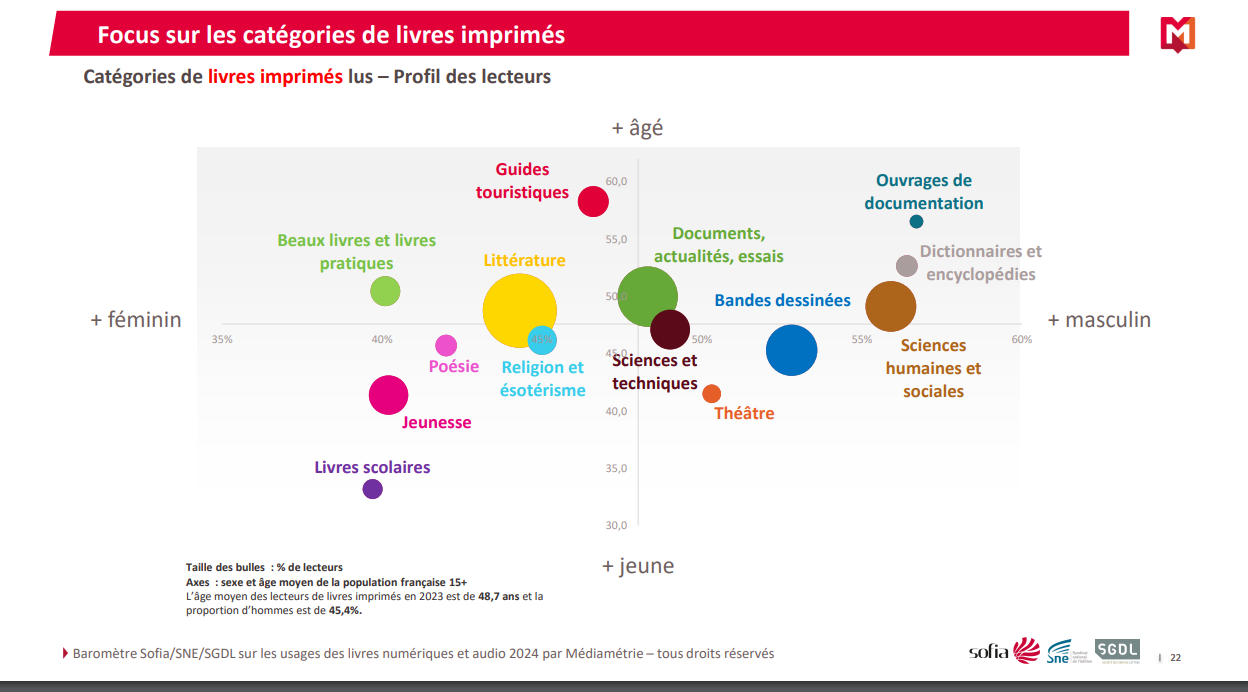 Focus sur les catégories de livres imprimés
Catégories de livres imprimés lus – Profil des lecteurs
+ âgé
Guides
touristiques
60,0
Ouvrages de
documentation
Beaux livres et livres
pratiques
Littérature
55,0
Documents,
actualités, essais
Dictionnaires et
encyclopédies
50,0
Bandes dessinées
+ féminin
+ masculin
35%
40%
45%
50%
55%
60%
45,0
Poésie
Religion et
ésotérisme
Sciences et
techniques
Sciences
humaines et
sociales
40,0
Théâtre
Jeunesse
Livres scolaires
35,0
30,0
+ jeune
Taille des bulles : % de lecteurs
Axes : sexe et âge moyen de la population française 15+
L’âge moyen des lecteurs de livres imprimés en 2023 est de 48,7 ans et la
proportion d’hommes est de 45,4%.
Baromètre Sofia/SNE/SGDL sur les usages des livres numériques et audio 2024 par Médiamétrie – tous droits réservés
sofia
Sne
SGDL
22